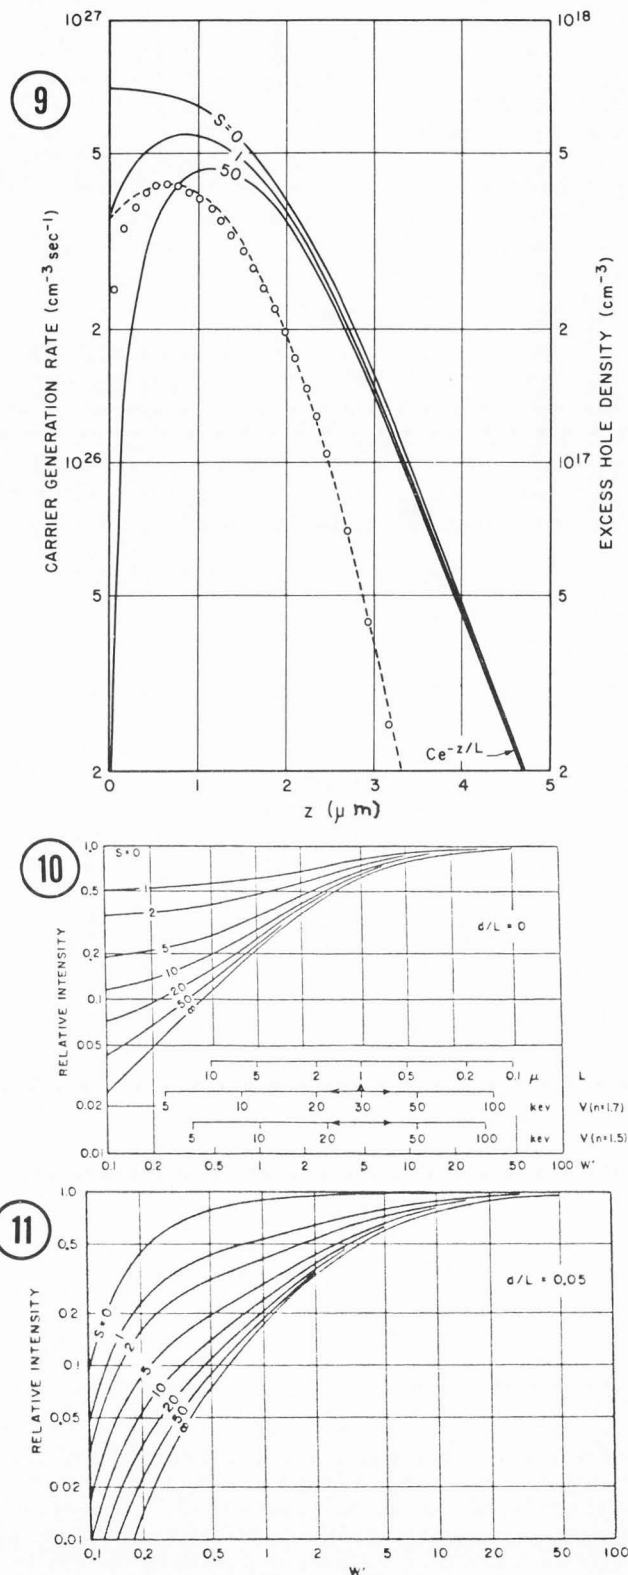 9
10^27
5
2
10^26
5
2
10^18
5
2
10^17
5
2
CARRIER GENERATION RATE (cm^-3 sec^-1)
EXCESS HOLE DENSITY (cm^-3)
S=0
1
50
Ce^-z/L
0 1 2 3 4 5
z (μm)
10
1.0
0.5
0.2
0.1
0.05
0.02
0.01
RELATIVE INTENSITY
S=0
1
2
5
10
20
50
∞
d/L = 0
10 5 2 1 0.5 0.2 0.1 μ L
5 10 20 30 50 100 kev V(n=1.7)
5 10 20 50 100 kev V(n=1.5)
0.1 0.2 0.5 1 2 5 10 20 50 100 W'
11
1.0
0.5
0.2
0.1
0.05
0.02
0.01
RELATIVE INTENSITY
S=0
1
2
5
10
20
50
∞
d/L = 0.05
0.1 0.2 0.5 1 2 5 10 20 50 100
W'